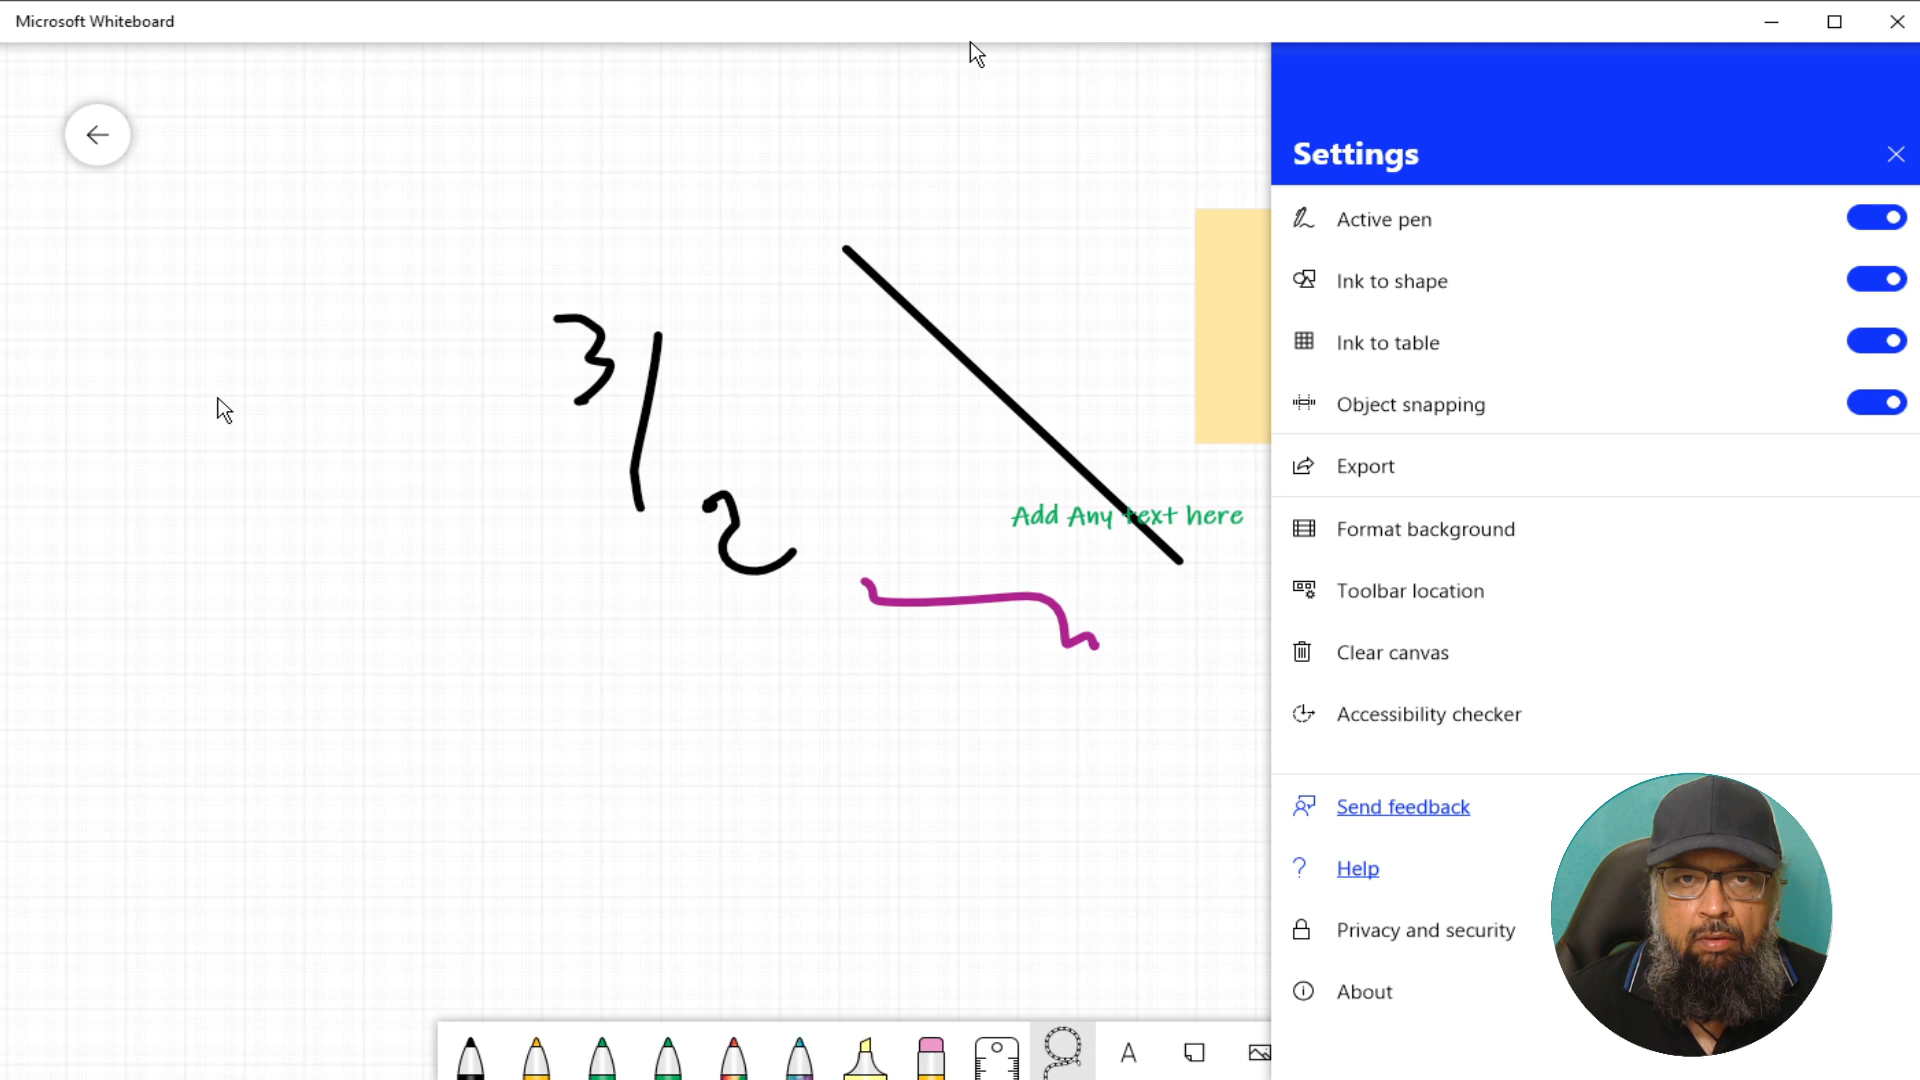 Microsoft Whiteboard
Settings
Active pen
Ink to shape
Ink to table
Object snapping
Export
Format background
Toolbar location
Clear canvas
Accessibility checker
Send feedback
Help
Privacy and security
About
3/2
Add Any text here
A